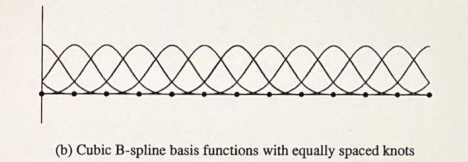 (b) Cubic B-spline basis functions with equally spaced knots